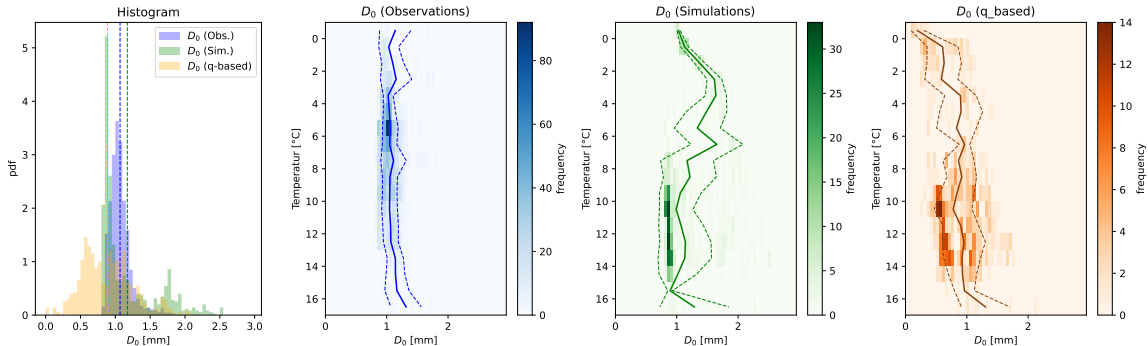 Histogram
D₀ (Obs.)
D₀ (Sim.)
D₀ (q-based)
pdf
5
4
3
2
1
0
0.0 0.5 1.0 1.5 2.0 2.5 3.0
D₀ [mm]
D₀ (Observations)
0
2
4
6
8
10
12
14
16
Temperatur [°C]
0 2
D₀ [mm]
80
60
40
20
0
frequency
D₀ (Simulations)
0
2
4
6
8
10
12
14
16
Temperatur [°C]
0 1 2
D₀ [mm]
30
25
20
15
10
5
0
frequency
D₀ (q_based)
0
2
4
6
8
10
12
14
16
Temperatur [°C]
0 1 2
D₀ [mm]
14
12
10
8
6
4
2
0
frequency